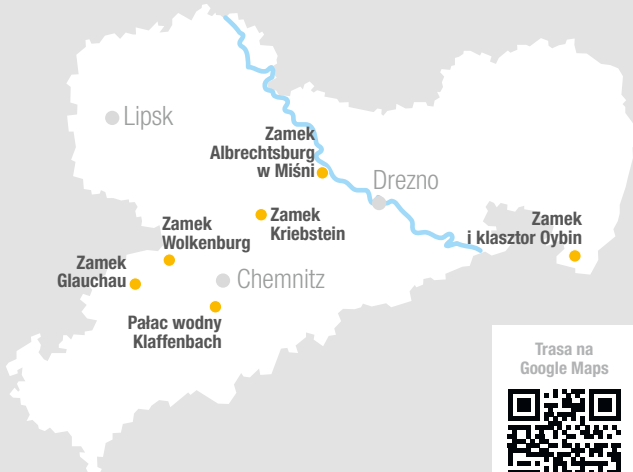 Lipsk
Zamek
Albrechtsburg
w Miśni
Drezno
Zamek
Kriebstein
Zamek
i klasztor Oybin
Zamek
Wolkenburg
Zamek
Glauchau
Chemnitz
Pałac wodny
Klaffenbach
Trasa na
Google Maps